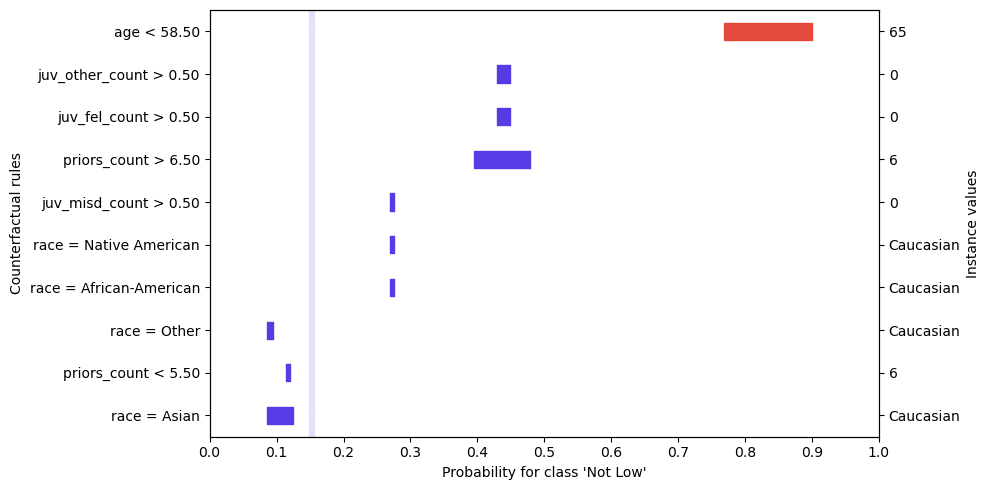 Counterfactual rules
age < 58.50
65
juv_other_count > 0.50
0
juv_fel_count > 0.50
0
priors_count > 6.50
6
juv_misd_count > 0.50
0
race = Native American
Caucasian
race = African-American
Caucasian
race = Other
Caucasian
priors_count < 5.50
6
race = Asian
Caucasian
Instance values
0.0 0.1 0.2 0.3 0.4 0.5 0.6 0.7 0.8 0.9 1.0
Probability for class 'Not Low'